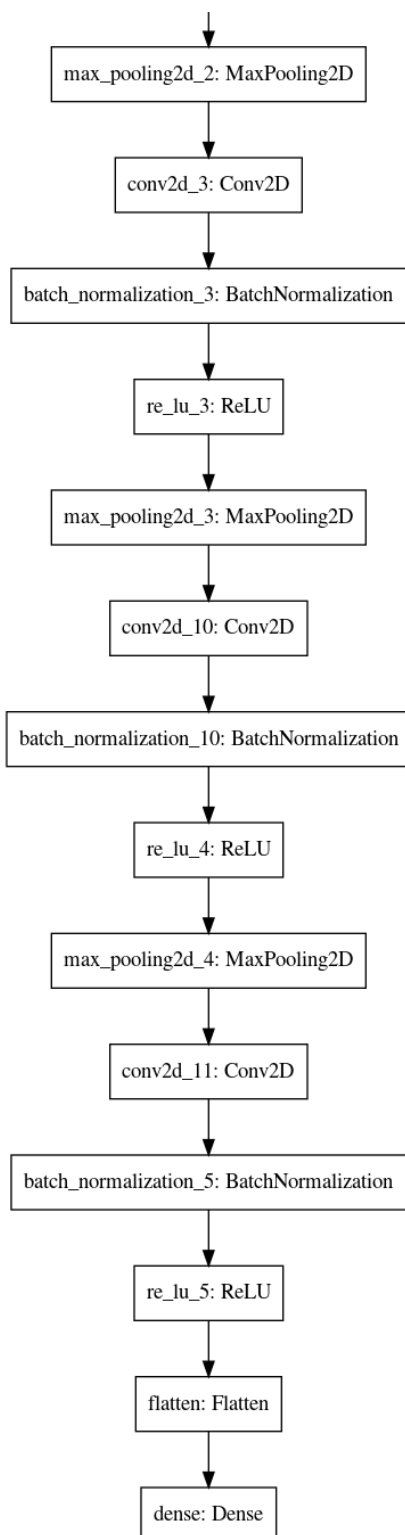 max_pooling2d_2: MaxPooling2D
conv2d_3: Conv2D
batch_normalization_3: BatchNormalization
re_lu_3: ReLU
max_pooling2d_3: MaxPooling2D
conv2d_10: Conv2D
batch_normalization_10: BatchNormalization
re_lu_4: ReLU
max_pooling2d_4: MaxPooling2D
conv2d_11: Conv2D
batch_normalization_5: BatchNormalization
re_lu_5: ReLU
flatten: Flatten
dense: Dense